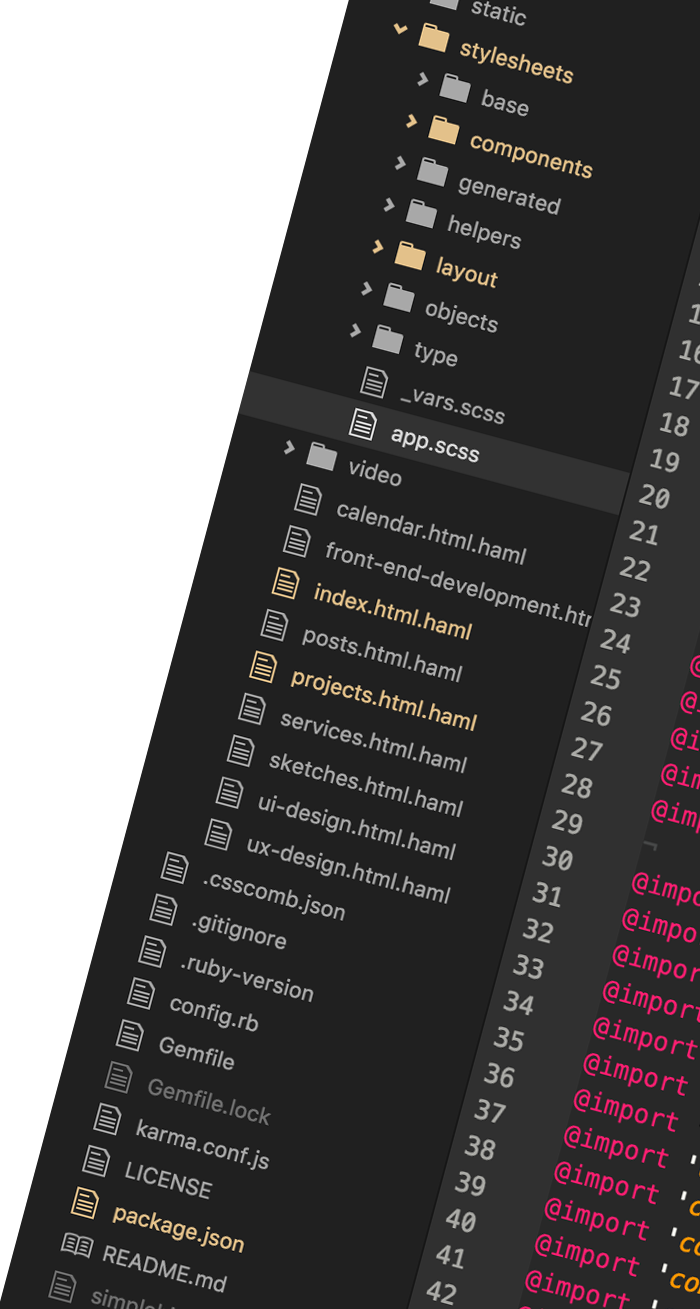 static
stylesheets
base
components
generated
helpers
layout
objects
type
_vars.scss
app.scss
video
calendar.html.haml
front-end-development.htm
index.html.haml
posts.html.haml
projects.html.haml
services.html.haml
sketches.html.haml
ui-design.html.haml
ux-design.html.haml
.csscomb.json
.gitignore
.ruby-version
config.rb
Gemfile
Gemfile.lock
karma.conf.js
LICENSE
package.json
README.md
16
17
18
19
20
21
22
23
24
25 @
26 @i
27 @i
28 @im
29 @imp
30 ¬
31 @impo
32 @impo
33 @impor
34 @import
35 @import
36 @import
37 @import
38 @import '
39 @import 'c
40 @import 'co
41 @import 'co
42 @import